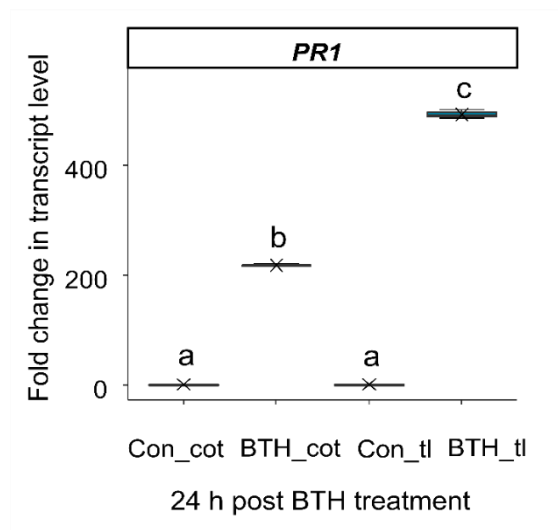 PR1
Fold change in transcript level
400
200
0
a
b
a
c
Con_cot BTH_cot Con_tl BTH_tl
24 h post BTH treatment